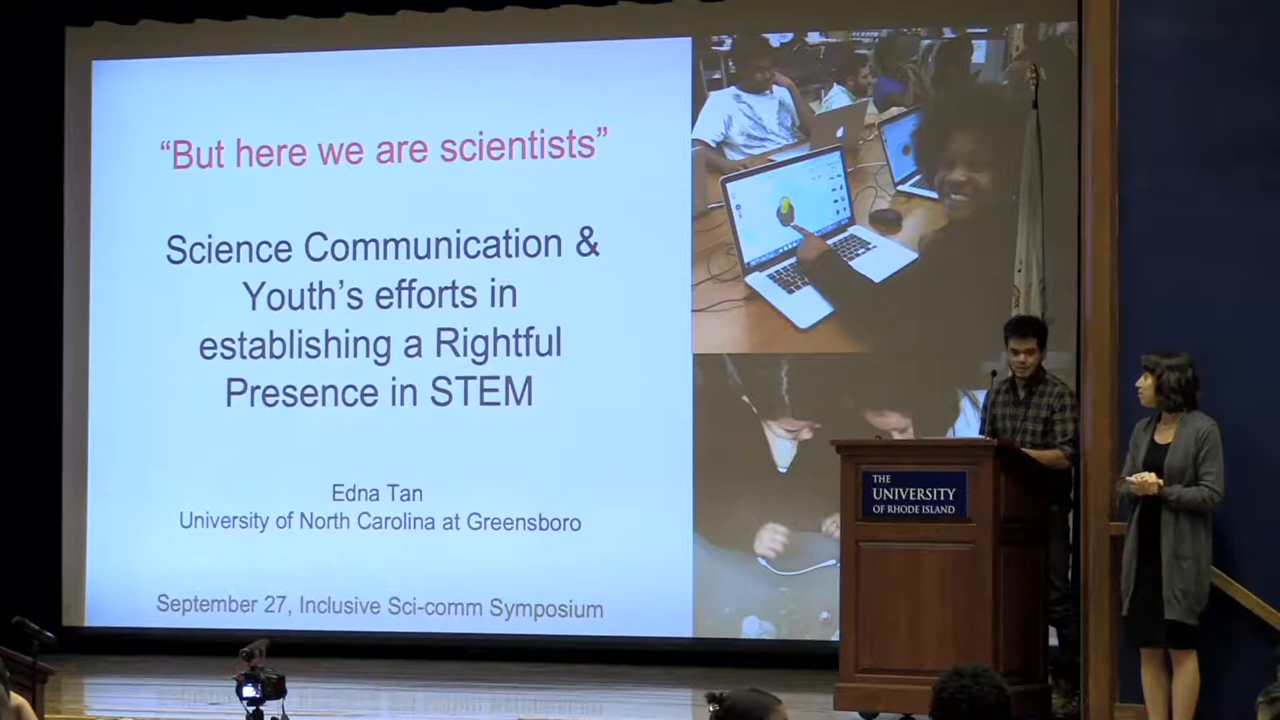 “But here we are scientists”
Science Communication &
Youth’s efforts in
establishing a Rightful
Presence in STEM
Edna Tan
University of North Carolina at Greensboro
September 27, Inclusive Sci-comm Symposium
THE
UNIVERSITY
OF RHODE ISLAND